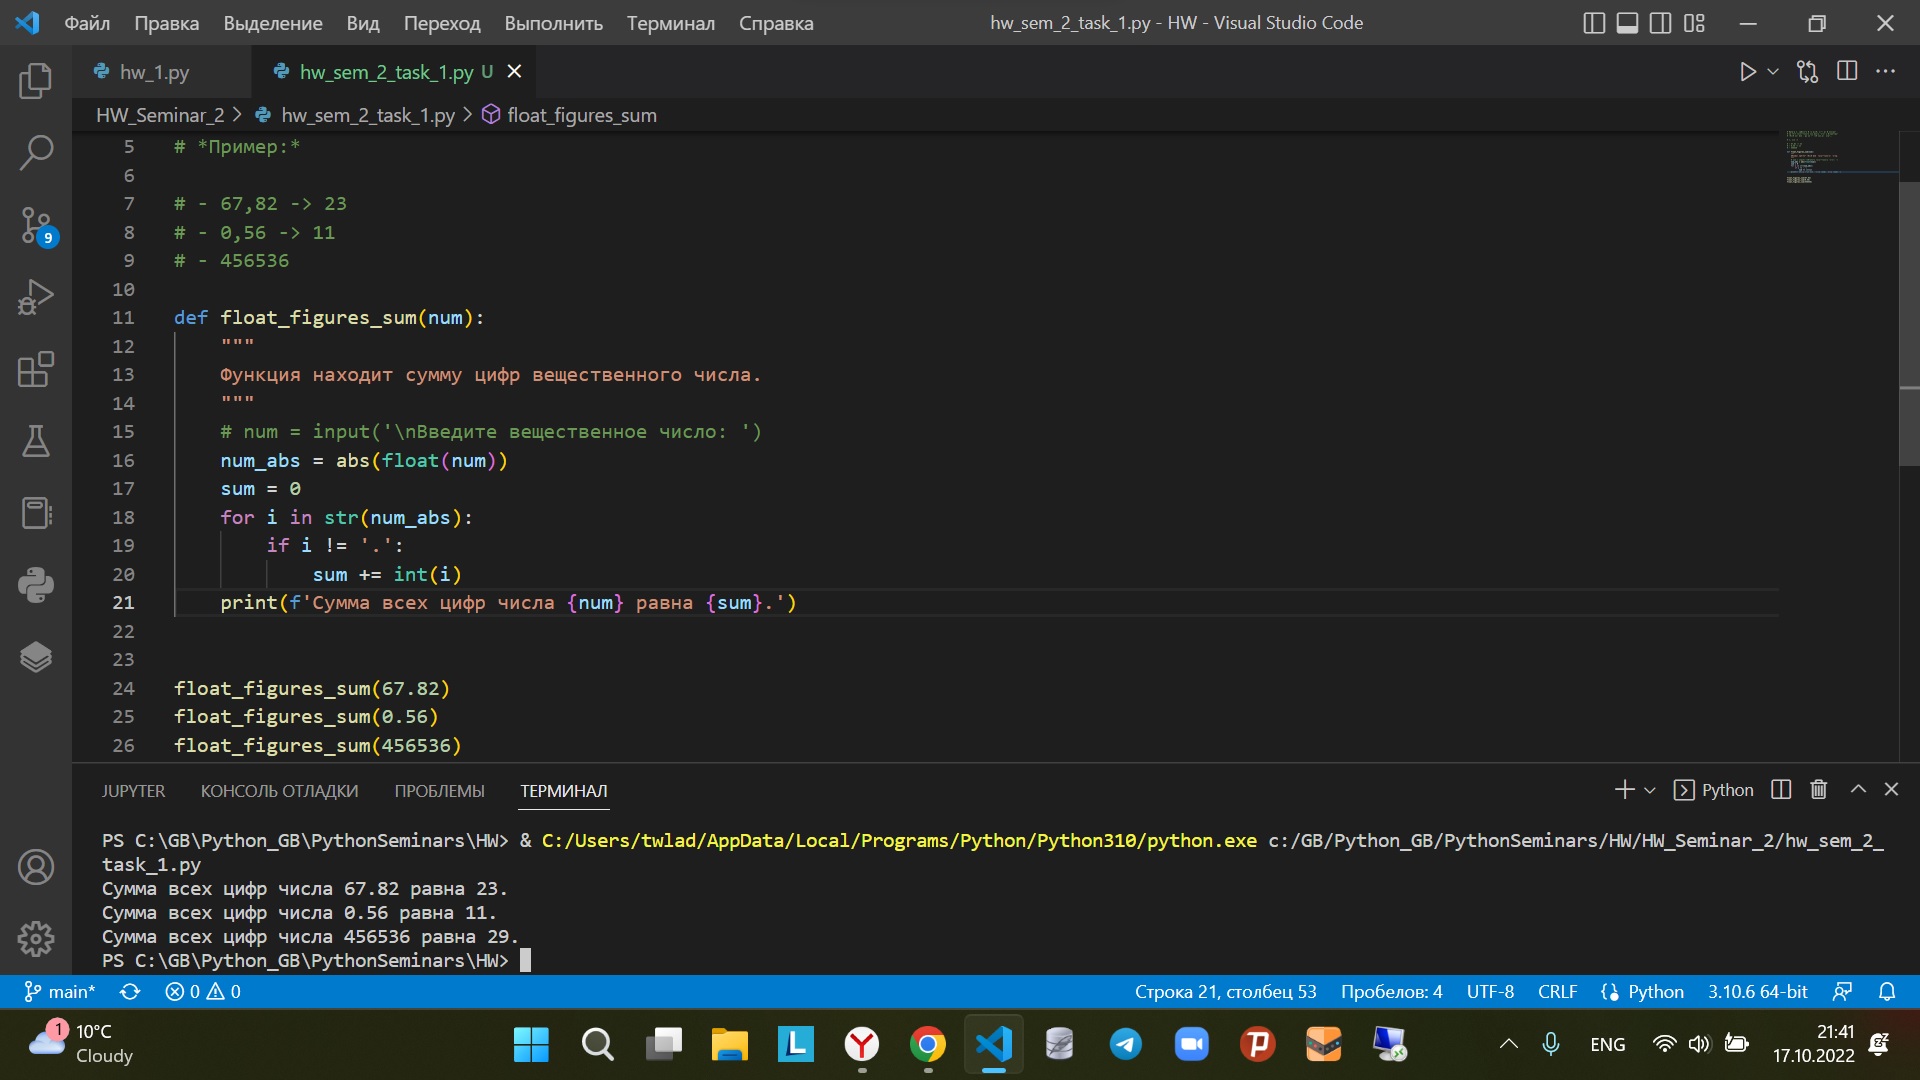 Файл Правка Выделение Вид Переход Выполнить Терминал Справка hw_sem_2_task_1.py - HW - Visual Studio Code
hw_1.py hw_sem_2_task_1.py U
HW_Seminar_2 > hw_sem_2_task_1.py > float_figures_sum
5 # *Пример:*
6
7 # - 67,82 -> 23
8 # - 0,56 -> 11
9 # - 456536
10
11 def float_figures_sum(num):
12 """
13 Функция находит сумму цифр вещественного числа.
14 """
15 # num = input('\nВведите вещественное число: ')
16 num_abs = abs(float(num))
17 sum = 0
18 for i in str(num_abs):
19 if i != '.':
20 sum += int(i)
21 print(f'Сумма всех цифр числа {num} равна {sum}.')
22
23
24 float_figures_sum(67.82)
25 float_figures_sum(0.56)
26 float_figures_sum(456536)
9
JUPYTER КОНСОЛЬ ОТЛАДКИ ПРОБЛЕМЫ ТЕРМИНАЛ Python
PS C:\GB\Python_GB\PythonSeminars\HW> & C:/Users/twlad/AppData/Local/Programs/Python/Python310/python.exe c:/GB/Python_GB/PythonSeminars/HW/HW_Seminar_2/hw_sem_2_
task_1.py
Сумма всех цифр числа 67.82 равна 23.
Сумма всех цифр числа 0.56 равна 11.
Сумма всех цифр числа 456536 равна 29.
PS C:\GB\Python_GB\PythonSeminars\HW>
main* 0 0 Строка 21, столбец 53 Пробелов: 4 UTF-8 CRLF Python 3.10.6 64-bit
1 10°C
Cloudy
ENG
21:41
17.10.2022